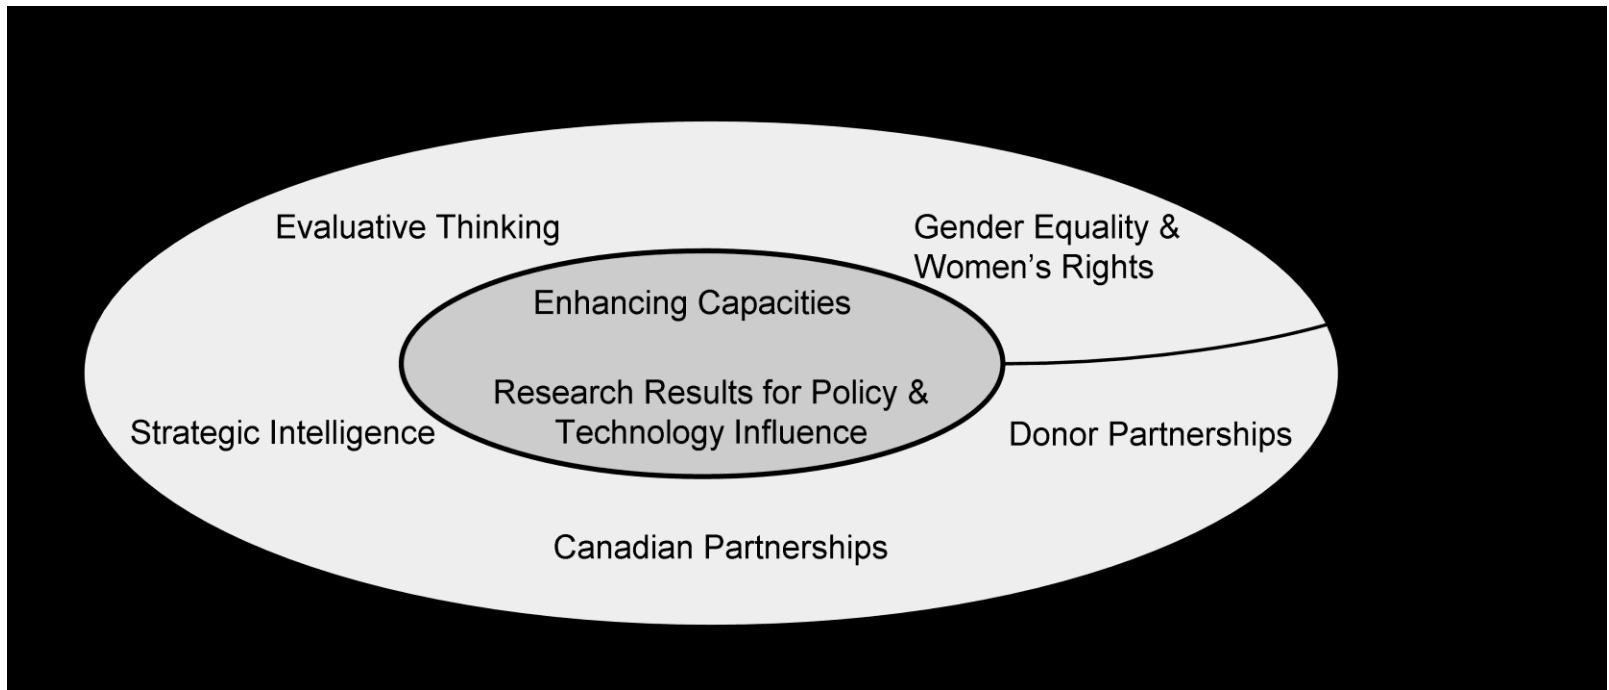 Evaluative Thinking
Gender Equality &
Women’s Rights
Enhancing Capacities
Research Results for Policy &
Technology Influence
Strategic Intelligence
Donor Partnerships
Canadian Partnerships